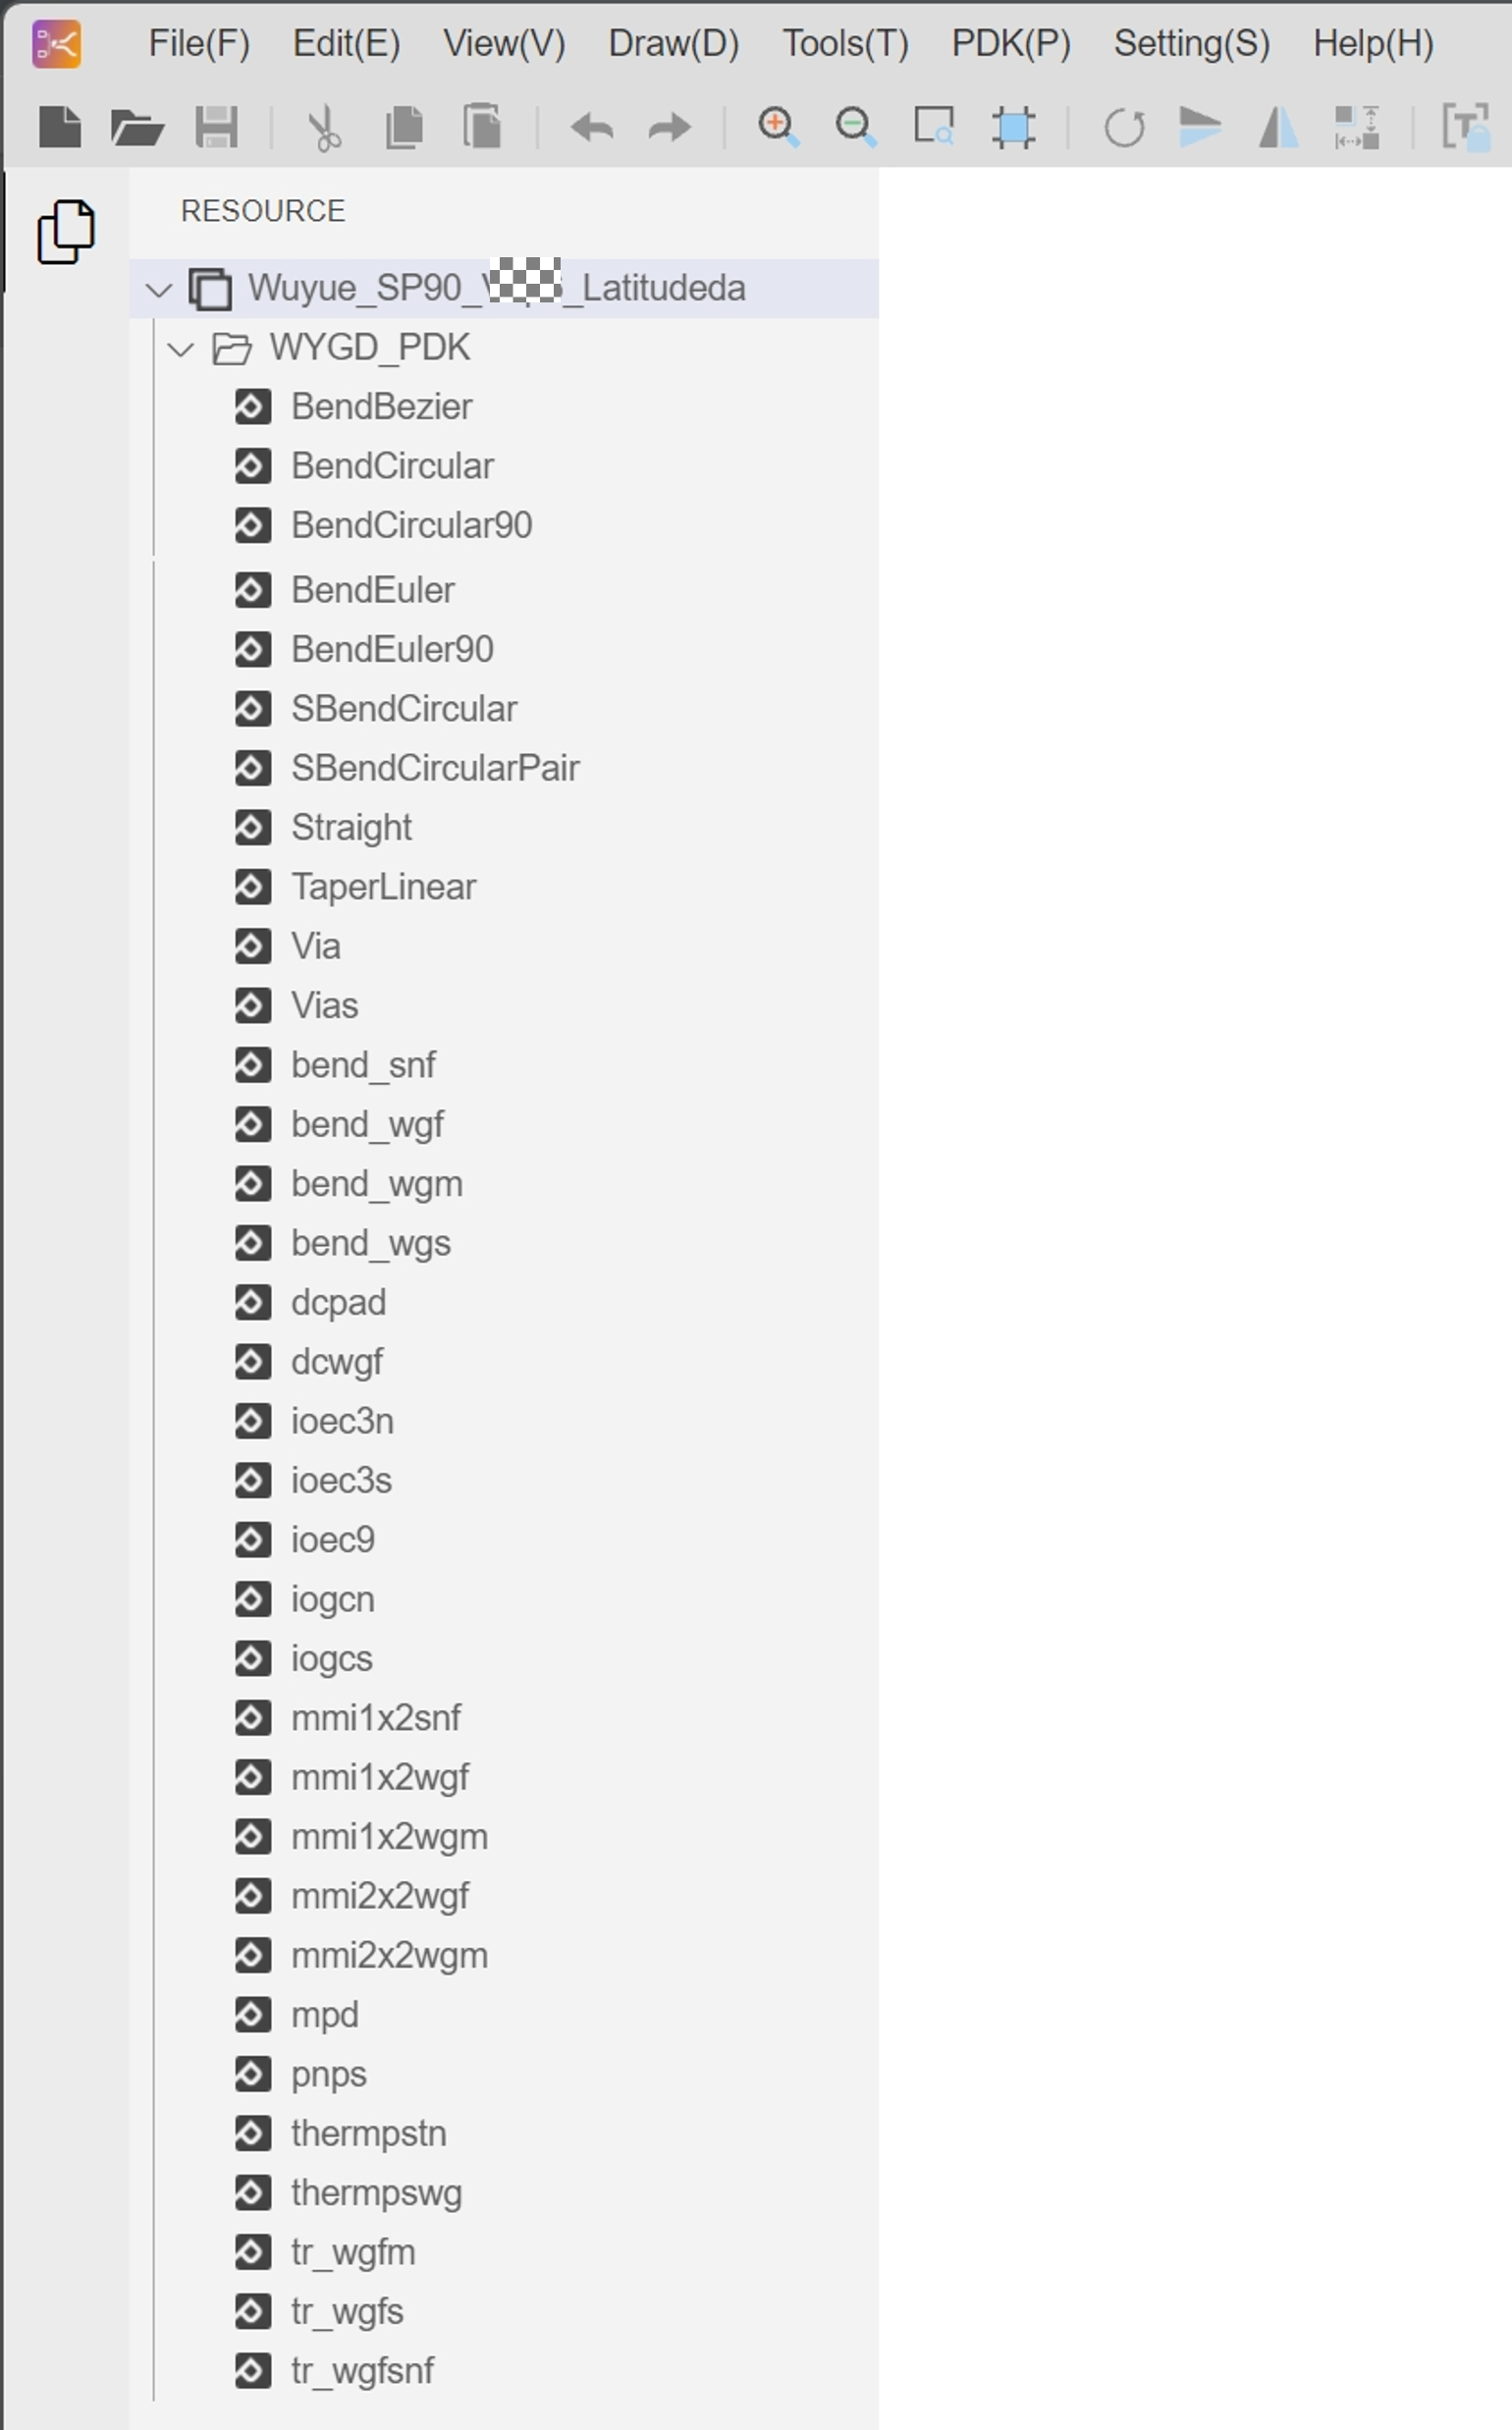 File(F) Edit(E) View(V) Draw(D) Tools(T) PDK(P) Setting(S) Help(H)
RESOURCE
Wuyue_SP90_ _Latitudeda
WYGD_PDK
BendBezier
BendCircular
BendCircular90
BendEuler
BendEuler90
SBendCircular
SBendCircularPair
Straight
TaperLinear
Via
Vias
bend_snf
bend_wgf
bend_wgm
bend_wgs
dcpad
dcwgf
ioec3n
ioec3s
ioec9
iogcn
iogcs
mmi1x2snf
mmi1x2wgf
mmi1x2wgm
mmi2x2wgf
mmi2x2wgm
mpd
pnps
thermpstn
thermpswg
tr_wgfm
tr_wgfs
tr_wgfsnf